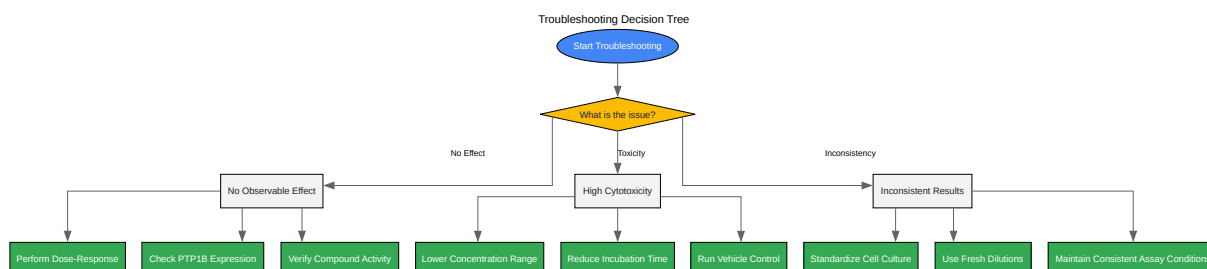 Troubleshooting Decision Tree
Start Troubleshooting
What is the issue?
No Effect
Toxicity
Inconsistency
No Observable Effect
High Cytotoxicity
Inconsistent Results
Perform Dose-Response
Check PTP1B Expression
Verify Compound Activity
Lower Concentration Range
Reduce Incubation Time
Run Vehicle Control
Standardize Cell Culture
Use Fresh Dilutions
Maintain Consistent Assay Conditions